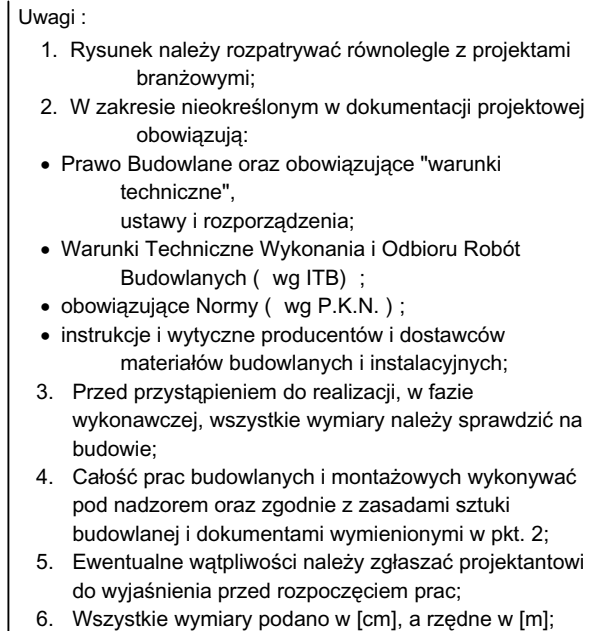 Uwagi :
1. Rysunek należy rozpatrywać równolegle z projektami
branżowymi;
2. W zakresie nieokreślonym w dokumentacji projektowej
obowiązują:
• Prawo Budowlane oraz obowiązujące "warunki
techniczne",
ustawy i rozporządzenia;
• Warunki Techniczne Wykonania i Odbioru Robót
Budowlanych ( wg ITB) ;
• obowiązujące Normy ( wg P.K.N. ) ;
• instrukcje i wytyczne producentów i dostawców
materiałów budowlanych i instalacyjnych;
3. Przed przystąpieniem do realizacji, w fazie
wykonawczej, wszystkie wymiary należy sprawdzić na
budowie;
4. Całość prac budowlanych i montażowych wykonywać
pod nadzorem oraz zgodnie z zasadami sztuki
budowlanej i dokumentami wymienionymi w pkt. 2;
5. Ewentualne wątpliwości należy zgłaszać projektantowi
do wyjaśnienia przed rozpoczęciem prac;
6. Wszystkie wymiary podano w [cm], a rzędne w [m];